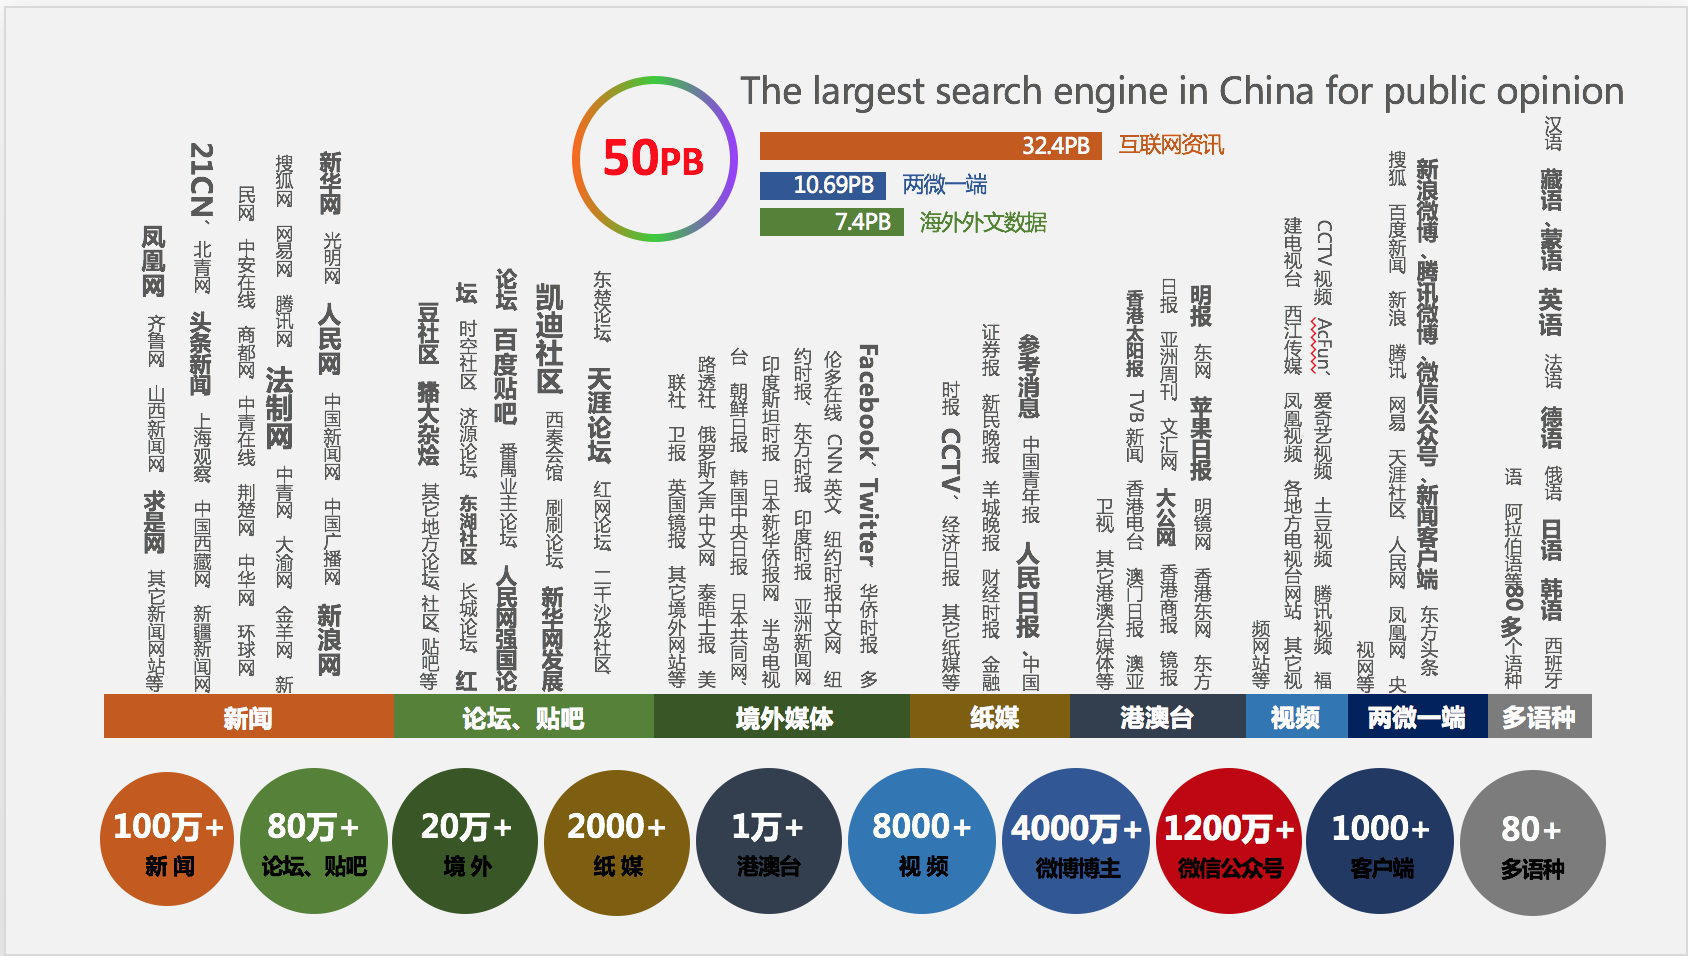 The largest search engine in China for public opinion
50PB
32.4PB 互联网资讯
10.69PB 两微一端
7.4PB 海外外文数据
新华网、光明网、人民网、中国新闻网、中国广播网、新浪网、
搜狐网、网易网、腾讯网、法制网、中青网、大渝网、金羊网、新
民网、中安在线、商都网、中青在线、荆楚网、中华网、环球网、
21CN、北青网、头条新闻、上海观察、中国西藏网、新疆新闻网、
凤凰网、齐鲁网、山西新闻网、求是网、其它新闻网站等
东楚论坛、天涯论坛、红网论坛、二千沙龙社区、
凯迪社区、西秦会馆、刷刷论坛、新华网发展
论坛、百度贴吧、番禺业主论坛、人民网强国论
坛、时空社区、济源论坛、东湖社区、长城论坛、红
豆社区、猫大杂烩、其它地方论坛、社区、贴吧等
Facebook、Twitter、华侨时报、多
伦多在线、CNN英文、纽约时报中文网、纽
约时报、东方时报、印度时报、亚洲新闻网、
印度斯坦时报、日本新华侨报网、半岛电视
台、朝鲜日报、韩国中央日报、日本共同网、
路透社、俄罗斯之声中文网、泰晤士报、美
联社、卫报、英国镜报、其它境外网站等
参考消息、中国青年报、人民日报、中国
证券报、新民晚报、羊城晚报、财经时报、金融
时报、CCTV、经济日报、其它纸媒等
明报、东网、苹果日报、明镜网、香港东网、东方
日报、亚洲周刊、文汇网、大公网、香港商报、镜报、
香港太阳报、TVB新闻、香港电台、澳门日报、澳亚
卫视、其它港澳台媒体等
CCTV视频、AcFun、爱奇艺视频、土豆视频、腾讯视频、福
建电视台、西江传媒、凤凰视频、各地方电视台网站、其它视
频网站等
新浪微博、腾讯微博、微信公众号、新闻客户端、东方头条、
搜狐、百度新闻、新浪、腾讯、网易、天涯社区、人民网、凤凰网、央
视网等
汉语、藏语、蒙语、英语、法语、德语、俄语、日语、韩语、西班牙
语、阿拉伯语等80多个语种
新闻
论坛、贴吧
境外媒体
纸媒
港澳台
视频
两微一端
多语种
100万+
新 闻
80万+
论坛、贴吧
20万+
境 外
2000+
纸 媒
1万+
港澳台
8000+
视 频
4000万+
微博博主
1200万+
微信公众号
1000+
客户端
80+
多语种